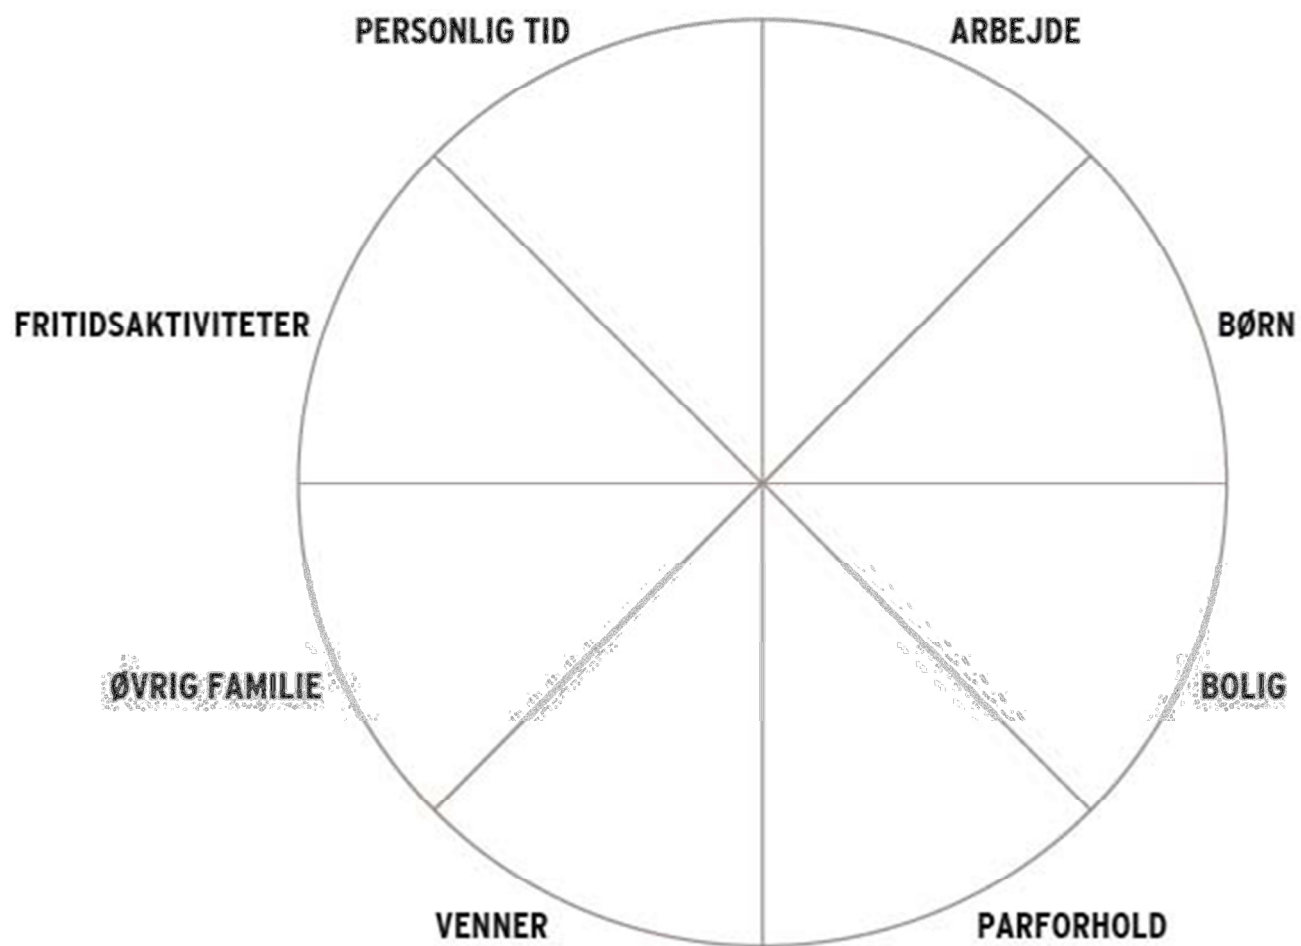 PERSONLIG TID
ARBEJDE
FRITIDSAKTIVITETER
BØRN
ØVRIG FAMILIE
BOLIG
VENNER
PARFORHOLD